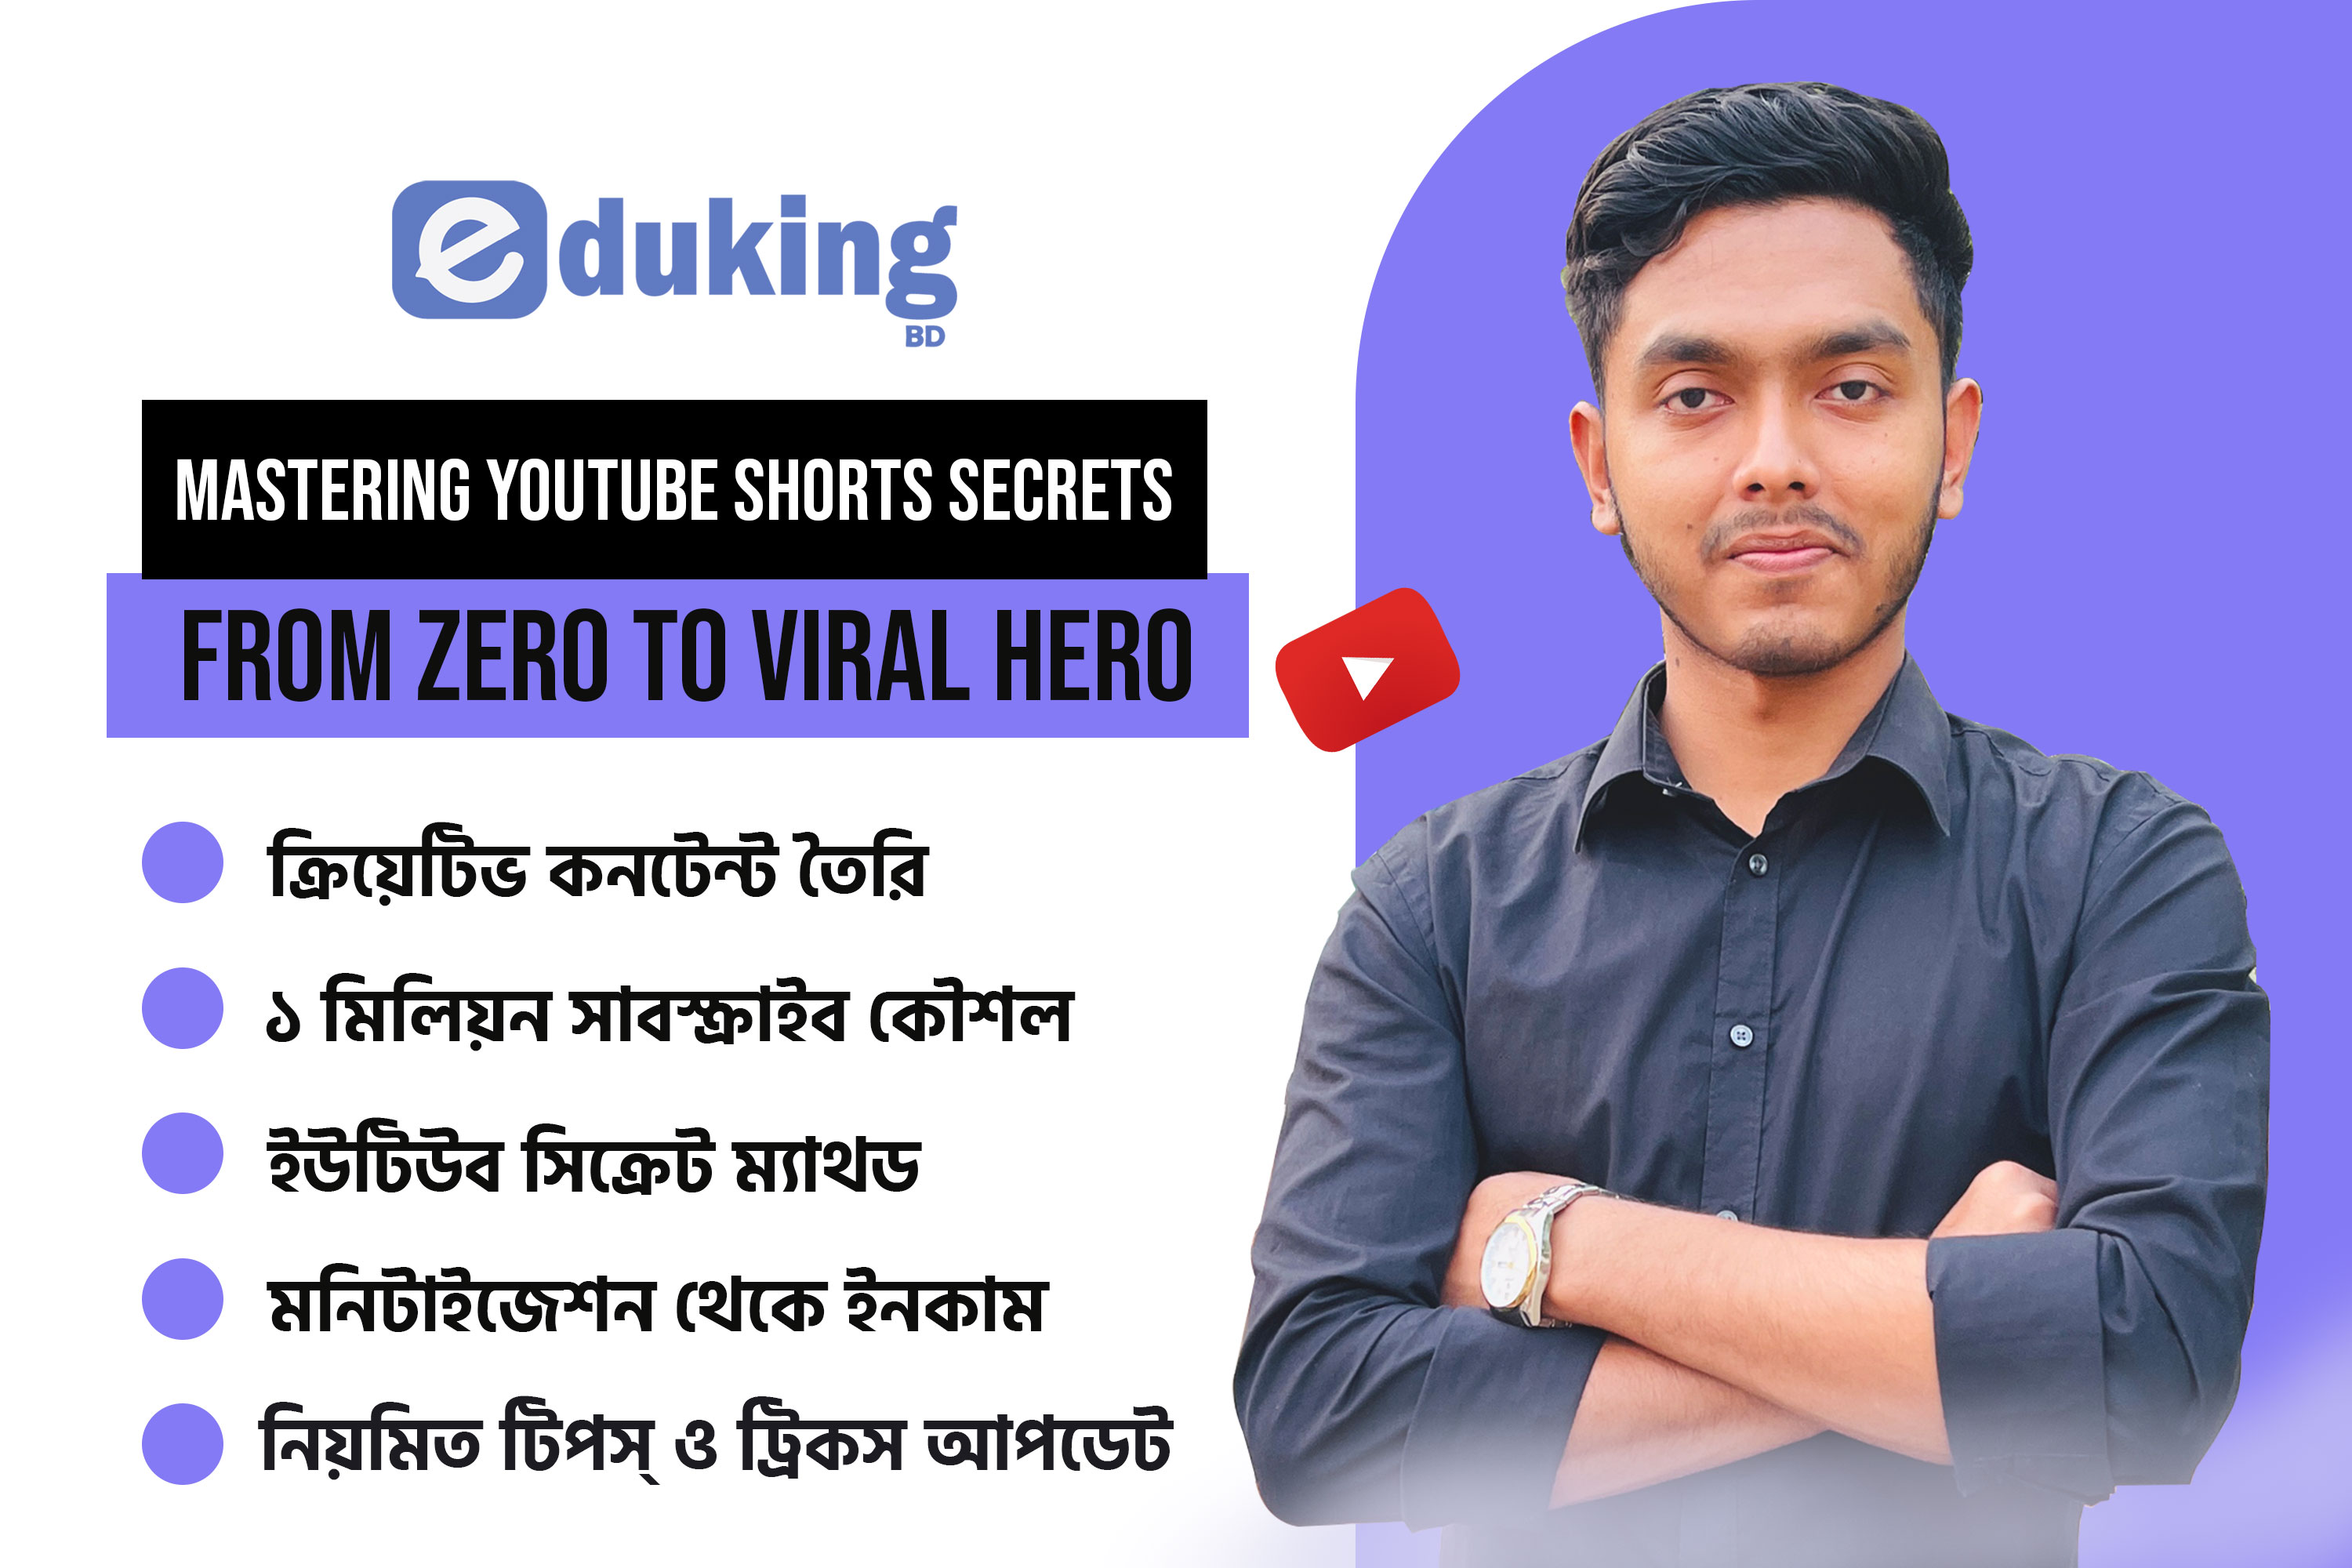 eduking
BD
MASTERING YOUTUBE SHORTS SECRETS
FROM ZERO TO VIRAL HERO
ক্রিয়েটিভ কনটেন্ট তৈরি
১ মিলিয়ন সাবস্ক্রাইব কৌশল
ইউটিউব সিক্রেট ম্যাথড
মনিটাইজেশন থেকে ইনকাম
নিয়মিত টিপস্ ও ট্রিকস আপডেট